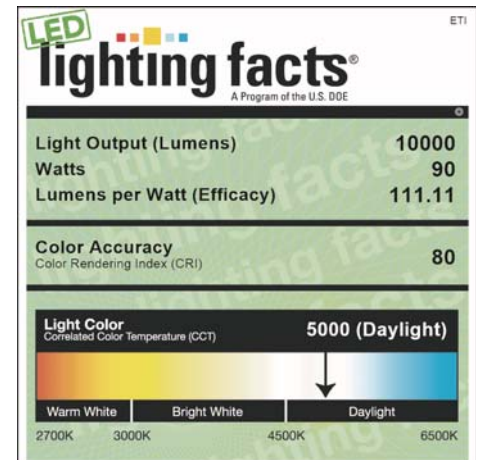 ETI
LED
lighting facts®
A Program of the U.S. DOE
Light Output (Lumens) 10000
Watts 90
Lumens per Watt (Efficacy) 111.11
Color Accuracy
Color Rendering Index (CRI) 80
Light Color
Correlated Color Temperature (CCT) 5000 (Daylight)
Warm White Bright White Daylight
2700K 3000K 4500K 6500K